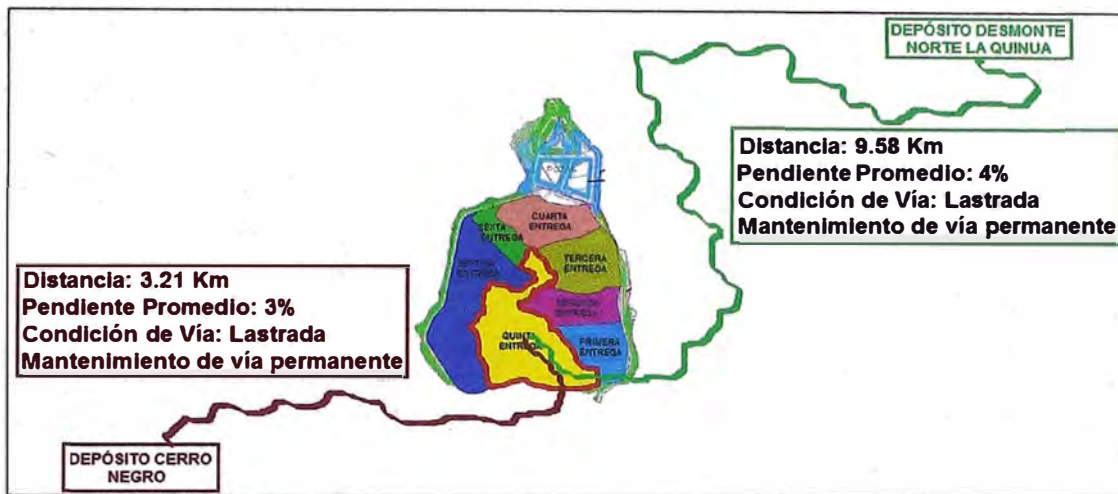 DEPÓSITO DESMONTE
NORTE LA QUINUA
Distancia: 9.58 Km
Pendiente Promedio: 4%
Condición de Vía: Lastrada
Mantenimiento de vía permanente
CUARTA
ENTREGA
SEXTA
ENTREGA
TERCERA
ENTREGA
ENTREGA
ENTREGA
QUINTA
ENTREGA
PRIMERA
ENTREGA
Distancia: 3.21 Km
Pendiente Promedio: 3%
Condición de Vía: Lastrada
Mantenimiento de vía permanente
DEPÓSITO CERRO
NEGRO